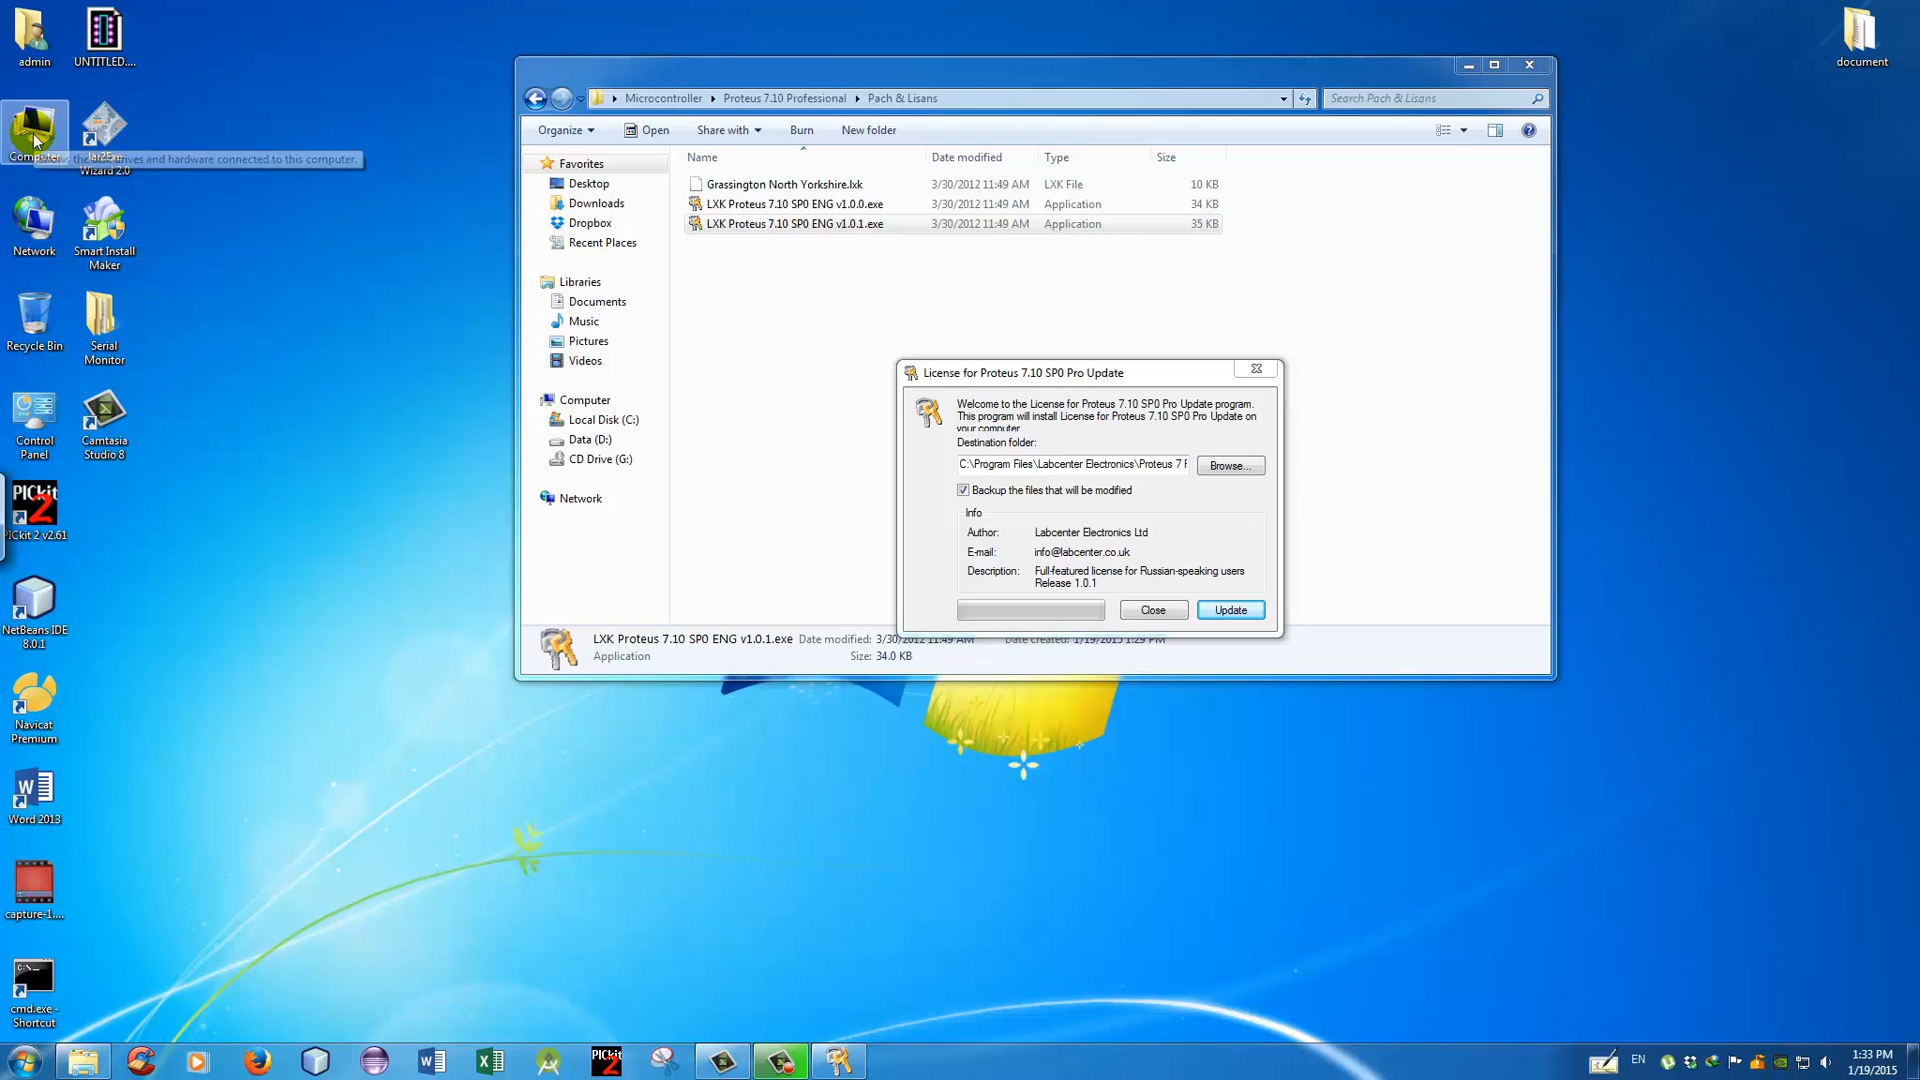 admin
UNTITLED....
document
Computer
Shows the disk drives and hardware connected to this computer.
Wizard 2.0
Network
Smart Install
Maker
Recycle Bin
Serial
Monitor
Control
Panel
Camtasia
Studio 8
PICkit
2
PICkit 2 v2.61
NetBeans IDE
8.0.1
Navicat
Premium
Word 2013
capture-1....
cmd.exe -
Shortcut
Microcontroller
Proteus 7.10 Professional
Pach & Lisans
Search Pach & Lisans
Organize
Open
Share with
Burn
New folder
Name
Date modified
Type
Size
Grassington North Yorkshire.lxk 3/30/2012 11:49 AM LXK File 10 KB
LXK Proteus 7.10 SP0 ENG v1.0.0.exe 3/30/2012 11:49 AM Application 34 KB
LXK Proteus 7.10 SP0 ENG v1.0.1.exe 3/30/2012 11:49 AM Application 35 KB
Favorites
Desktop
Downloads
Dropbox
Recent Places
Libraries
Documents
Music
Pictures
Videos
Computer
Local Disk (C:)
Data (D:)
CD Drive (G:)
Network
License for Proteus 7.10 SP0 Pro Update
Welcome to the License for Proteus 7.10 SP0 Pro Update program.
This program will install License for Proteus 7.10 SP0 Pro Update on
your computer
Destination folder:
C:\Program Files\Labcenter Electronics\Proteus 7 P
Browse...
Backup the files that will be modified
Info
Author: Labcenter Electronics Ltd
E-mail: info@labcenter.co.uk
Description: Full-featured license for Russian-speaking users
Release 1.0.1
Close
Update
LXK Proteus 7.10 SP0 ENG v1.0.1.exe Date modified: 3/30/2012 11:49 AM Date created: 1/19/2015 1:29 PM
Application Size: 34.0 KB
PICkit
2
EN
1:33 PM
1/19/2015